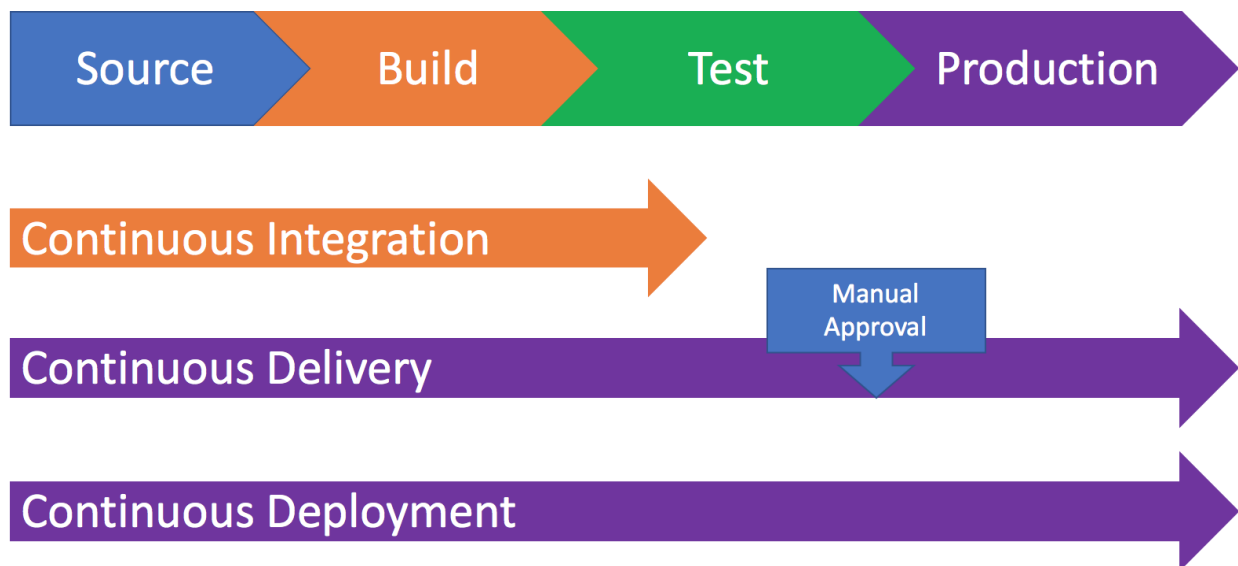 Source Build Test Production
Continuous Integration
Manual
Approval
Continuous Delivery
Continuous Deployment